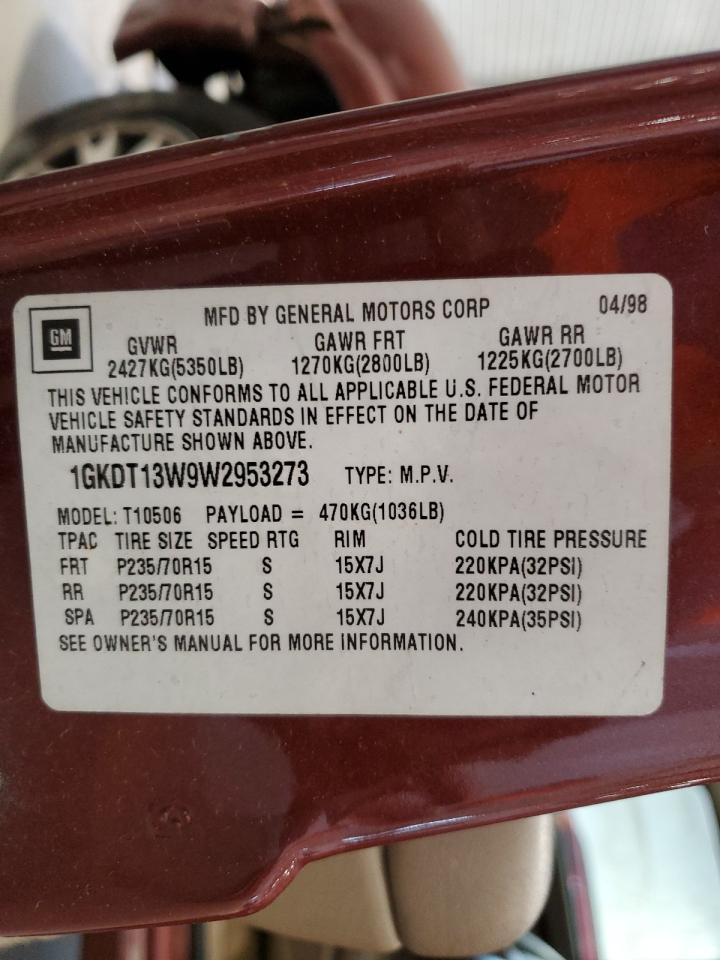 MFD BY GENERAL MOTORS CORP 04/98
GM
GVWR GAWR FRT GAWR RR
2427KG(5350LB) 1270KG(2800LB) 1225KG(2700LB)
THIS VEHICLE CONFORMS TO ALL APPLICABLE U.S. FEDERAL MOTOR
VEHICLE SAFETY STANDARDS IN EFFECT ON THE DATE OF
MANUFACTURE SHOWN ABOVE.
1GKDT13W9W2953273 TYPE: M.P.V.
MODEL: T10506 PAYLOAD = 470KG(1036LB)
TPAC TIRE SIZE SPEED RTG RIM COLD TIRE PRESSURE
FRT P235/70R15 S 15X7J 220KPA(32PSI)
RR P235/70R15 S 15X7J 220KPA(32PSI)
SPA P235/70R15 S 15X7J 240KPA(35PSI)
SEE OWNER'S MANUAL FOR MORE INFORMATION.